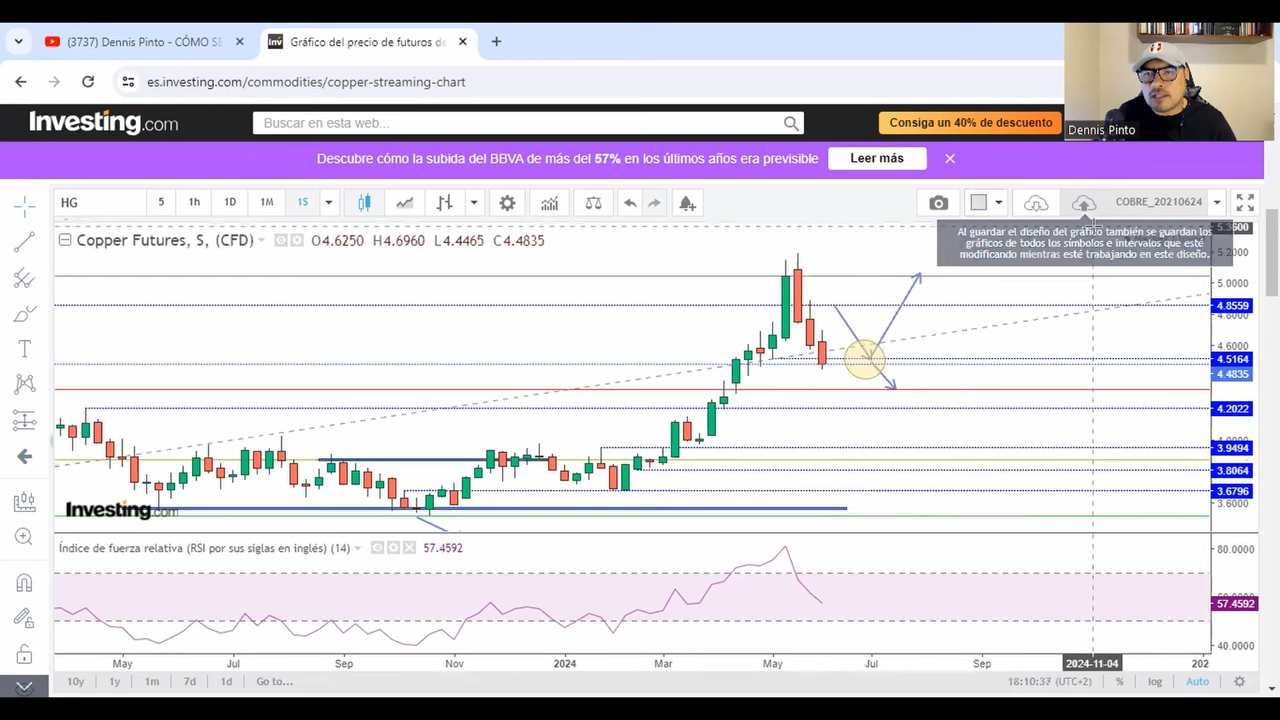 (3737) Dennis Pinto - CÓMO SE
Gráfico del precio de futuros de
es.investing.com/commodities/copper-streaming-chart
Dennis Pinto
Investing.com
Buscar en esta web...
Consiga un 40% de descuento
Descubre cómo la subida del BBVA de más del 57% en los últimos años era previsible
Leer más
HG
5
1h
1D
1M
1S
COBRE_20210624
Al guardar el diseño del gráfico también se guardan los
gráficos de todos los símbolos e intervalos que esté
modificando mientras esté trabajando en este diseño.
Copper Futures, S, (CFD)
O4.6250 H4.6960 L4.4465 C4.4835
5.3600
5.2000
5.0000
4.8559
4.8000
4.6000
4.5164
4.4835
4.2022
3.9494
3.8064
3.6796
3.6000
Investing.com
Índice de fuerza relativa (RSI por sus siglas en inglés) (14)
57.4592
80.0000
57.4592
40.0000
May
Jul
Sep
Nov
2024
Mar
May
Jul
Sep
2024-11-04
202
10y
1y
1m
7d
1d
Go to...
18:10:37 (UTC+2)
%
log
Auto